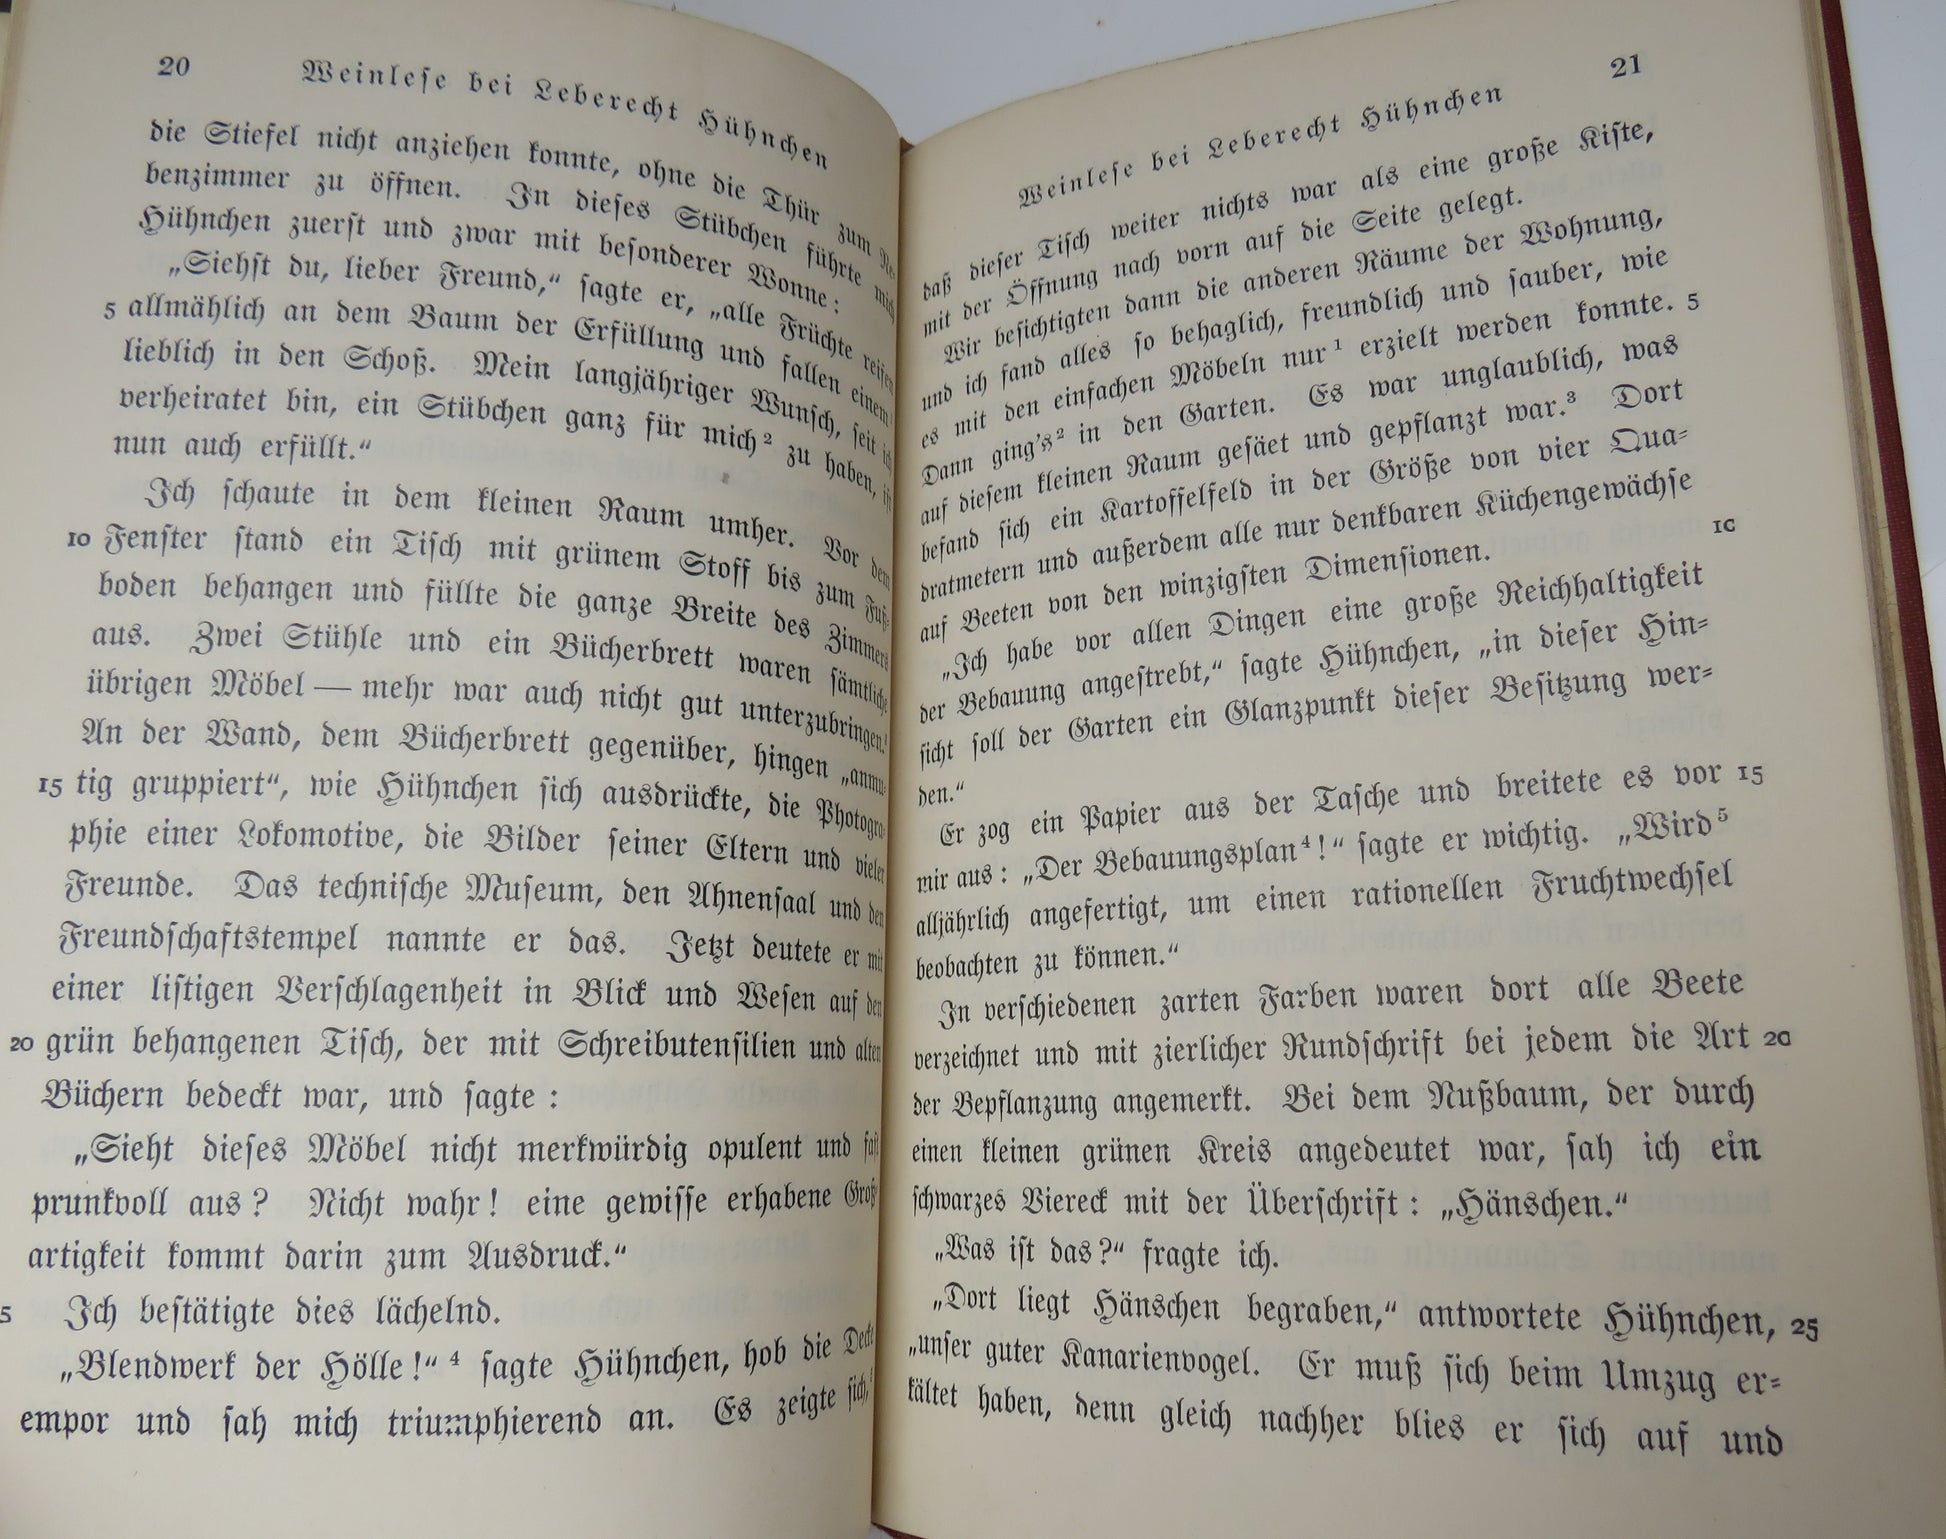 20 Weinlese bei Leberecht Hühnchen
die Stiefel nicht anziehen konnte, ohne die Thür zum Ne-
benzimmer zu öffnen. In dieses Stübchen führte mich
Hühnchen zuerst und zwar mit besonderer Wonne:
„Siehst du, lieber Freund,“ sagte er, „alle Früchte reifen
5 allmählich an dem Baum der Erfüllung und fallen einem
lieblich in den Schoß. Mein langjähriger Wunsch, seit ich
verheiratet bin, ein Stübchen ganz für mich² zu haben, ist
nun auch erfüllt.“
Ich schaute in dem kleinen Raum umher. Vor dem
10 Fenster stand ein Tisch mit grünem Stoff bis zum Fuß-
boden behangen und füllte die ganze Breite des Zimmers
aus. Zwei Stühle und ein Bücherbrett waren sämtliche
übrigen Möbel — mehr war auch nicht gut unterzubringen.
An der Wand, dem Bücherbrett gegenüber, hingen „anmu-
15 tig gruppiert“, wie Hühnchen sich ausdrückte, die Photogra-
phie einer Lokomotive, die Bilder seiner Eltern und vieler
Freunde. Das technische Museum, den Ahnensaal und den
Freundschaftstempel nannte er das. Jetzt deutete er mit
einer listigen Verschlagenheit in Blick und Wesen auf den
20 grün behangenen Tisch, der mit Schreibutensilien und alten
Büchern bedeckt war, und sagte:
„Sieht dieses Möbel nicht merkwürdig opulent und fast
prunkvoll aus? Nicht wahr! eine gewisse erhabene Groß-
artigkeit kommt darin zum Ausdruck.“
5 Ich bestätigte dies lächelnd.
„Blendwerk der Hölle!“⁴ sagte Hühnchen, hob die Decke
empor und sah mich triumphierend an. Es zeigte sich,
Weinlese bei Leberecht Hühnchen 21
daß dieser Tisch weiter nichts war als eine große Kiste,
mit der Öffnung nach vorn auf die Seite gelegt.
Wir besichtigten dann die anderen Räume der Wohnung,
und ich fand alles so behaglich, freundlich und sauber, wie
es mit den einfachen Möbeln nur¹ erzielt werden konnte. 5
Dann ging's² in den Garten. Es war unglaublich, was
auf diesem kleinen Raum gesäet und gepflanzt war.³ Dort
befand sich ein Kartoffelfeld in der Größe von vier Qua-
dratmetern und außerdem alle nur denkbaren Küchengewächse
auf Beeten von den winzigsten Dimensionen. 10
„Ich habe vor allen Dingen eine große Reichhaltigkeit
der Bebauung angestrebt,“ sagte Hühnchen, „in dieser Hin-
sicht soll der Garten ein Glanzpunkt dieser Besitzung wer-
den.“
Er zog ein Papier aus der Tasche und breitete es vor 15
mir aus: „Der Bebauungsplan⁴!“ sagte er wichtig. „Wird⁵
alljährlich angefertigt, um einen rationellen Fruchtwechsel
beobachten zu können.“
In verschiedenen zarten Farben waren dort alle Beete
verzeichnet und mit zierlicher Rundschrift bei jedem die Art 20
der Bepflanzung angemerkt. Bei dem Nußbaum, der durch
einen kleinen grünen Kreis angedeutet war, sah ich ein
schwarzes Viereck mit der Überschrift: „Hänschen.“
„Was ist das?“ fragte ich.
„Dort liegt Hänschen begraben,“ antwortete Hühnchen, 25
„unser guter Kanarienvogel. Er muß sich beim Umzug er-
kältet haben, denn gleich nachher blies er sich auf und